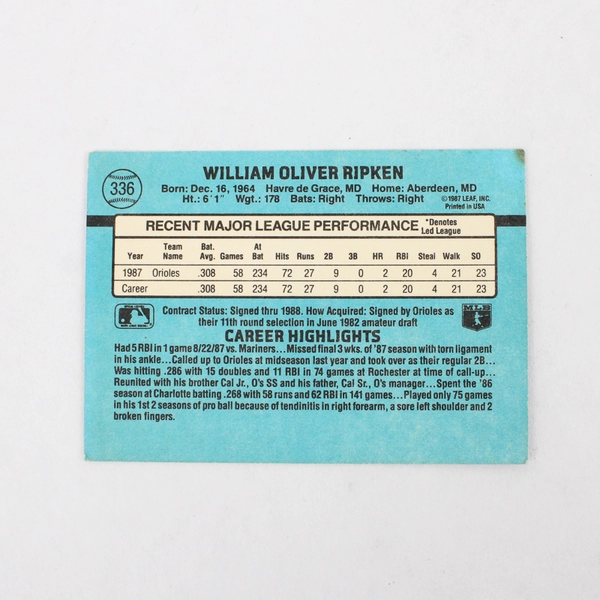 336
WILLIAM OLIVER RIPKEN
Born: Dec. 16, 1964 Havre de Grace, MD Home: Aberdeen, MD
Ht.: 6'1" Wgt.: 178 Bats: Right Throws: Right
©1987 LEAF, INC.
Printed in USA
RECENT MAJOR LEAGUE PERFORMANCE *Denotes Led League
Year Team Name Bat. Avg. Games At Bat Hits Runs 2B 3B HR RBI Steal Walk SO
1987 Orioles .308 58 234 72 27 9 0 2 20 4 21 23
Career .308 58 234 72 27 9 0 2 20 4 21 23
Contract Status: Signed thru 1988. How Acquired: Signed by Orioles as
their 11th round selection in June 1982 amateur draft
MLB
CAREER HIGHLIGHTS
Had 5 RBI in 1 game 8/22/87 vs. Mariners...Missed final 3 wks. of '87 season with torn ligament
in his ankle...Called up to Orioles at midseason last year and took over as their regular 2B...
Was hitting .286 with 15 doubles and 11 RBI in 74 games at Rochester at time of call-up...
Reunited with his brother Cal Jr., O's SS and his father, Cal Sr., O's manager...Spent the '86
season at Charlotte batting .268 with 58 runs and 62 RBI in 141 games...Played only 75 games
in his 1st 2 seasons of pro ball because of tendinitis in right forearm, a sore left shoulder and 2
broken fingers.